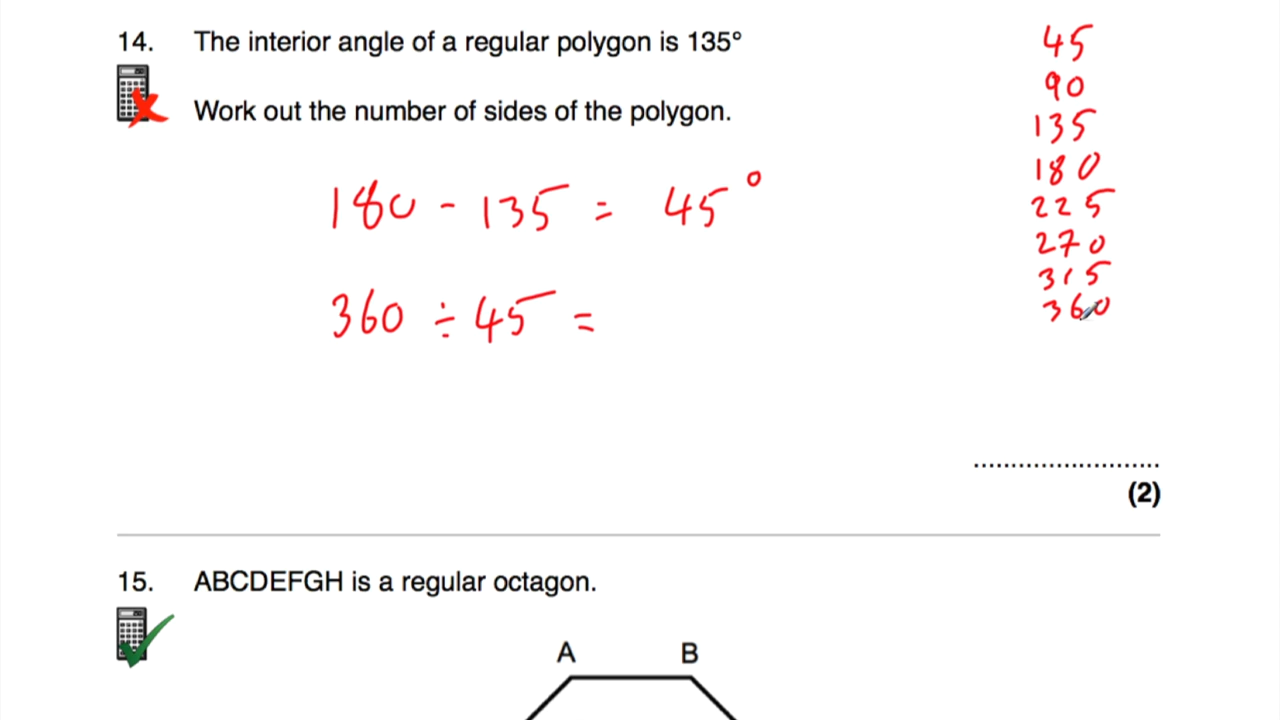 14. The interior angle of a regular polygon is 135°
Work out the number of sides of the polygon.
180 - 135 = 45°
360 ÷ 45 =
45
90
135
180
225
270
315
360
..........................
(2)
15. ABCDEFGH is a regular octagon.
A B